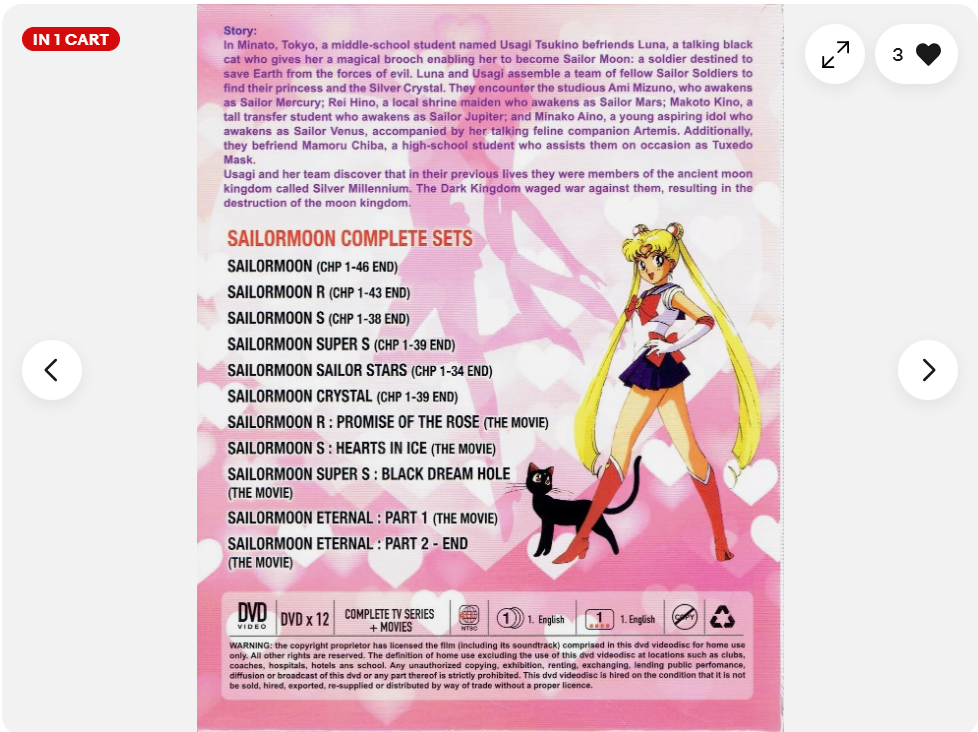 IN 1 CART
3
Story:
In Minato, Tokyo, a middle-school student named Usagi Tsukino befriends Luna, a talking black
cat who gives her a magical brooch enabling her to become Sailor Moon: a soldier destined to
save Earth from the forces of evil. Luna and Usagi assemble a team of fellow Sailor Soldiers to
find their princess and the Silver Crystal. They encounter the studious Ami Mizuno, who awakens
as Sailor Mercury; Rei Hino, a local shrine maiden who awakens as Sailor Mars; Makoto Kino, a
tall transfer student who awakens as Sailor Jupiter; and Minako Aino, a young aspiring idol who
awakens as Sailor Venus, accompanied by her talking feline companion Artemis. Additionally,
they befriend Mamoru Chiba, a high-school student who assists them on occasion as Tuxedo
Mask.
Usagi and her team discover that in their previous lives they were members of the ancient moon
kingdom called Silver Millennium. The Dark Kingdom waged war against them, resulting in the
destruction of the moon kingdom.
SAILORMOON COMPLETE SETS
SAILORMOON (CHP 1-46 END)
SAILORMOON R (CHP 1-43 END)
SAILORMOON S (CHP 1-38 END)
SAILORMOON SUPER S (CHP 1-39 END)
SAILORMOON SAILOR STARS (CHP 1-34 END)
SAILORMOON CRYSTAL (CHP 1-39 END)
SAILORMOON R : PROMISE OF THE ROSE (THE MOVIE)
SAILORMOON S : HEARTS IN ICE (THE MOVIE)
SAILORMOON SUPER S : BLACK DREAM HOLE
(THE MOVIE)
SAILORMOON ETERNAL : PART 1 (THE MOVIE)
SAILORMOON ETERNAL : PART 2 - END
(THE MOVIE)
DVD VIDEO DVD x 12 COMPLETE TV SERIES + MOVIES NTSC 1 1. English 1 1. English COPY
WARNING: the copyright proprietor has licensed the film (including its soundtrack) comprised in this dvd videodisc for home use
only. All other rights are reserved. The definition of home use excluding the use of this dvd videodisc at locations such as clubs,
coaches, hospitals, hotels ans school. Any unauthorized copying, exhibition, renting, exchanging, lending public perfomance,
diffusion or broadcast of this dvd or any part thereof is strictly prohibited. This dvd videodisc is hired on the condition that it is not
be sold, hired, exported, re-supplied or distributed by way of trade without a proper licence.